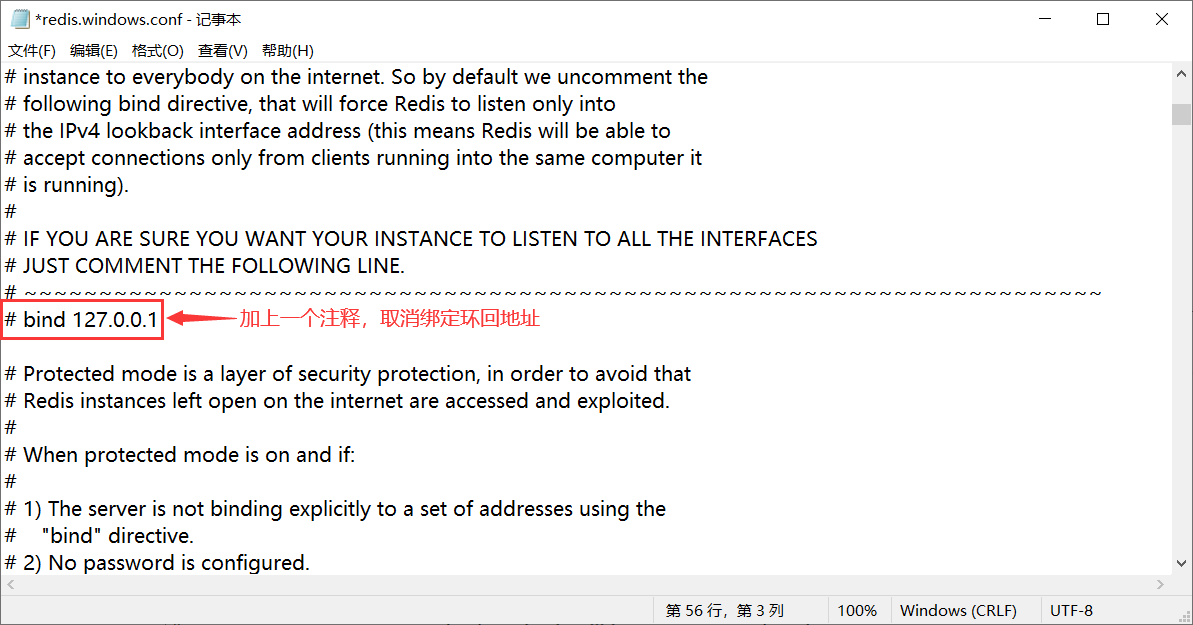 *redis.windows.conf - 记事本
文件(F) 编辑(E) 格式(O) 查看(V) 帮助(H)
# instance to everybody on the internet. So by default we uncomment the
# following bind directive, that will force Redis to listen only into
# the IPv4 lookback interface address (this means Redis will be able to
# accept connections only from clients running into the same computer it
# is running).
#
# IF YOU ARE SURE YOU WANT YOUR INSTANCE TO LISTEN TO ALL THE INTERFACES
# JUST COMMENT THE FOLLOWING LINE.
# ~~~~~~~~~~~~~~~~~~~~~~~~~~~~~~~~~~~~~~~~~~~~~~~~~~~~~~~~~~~~~~~~~~~~~~~~
# bind 127.0.0.1 加上一个注释，取消绑定环回地址
# Protected mode is a layer of security protection, in order to avoid that
# Redis instances left open on the internet are accessed and exploited.
#
# When protected mode is on and if:
#
# 1) The server is not binding explicitly to a set of addresses using the
#    "bind" directive.
# 2) No password is configured.
第 56 行，第 3 列 100% Windows (CRLF) UTF-8